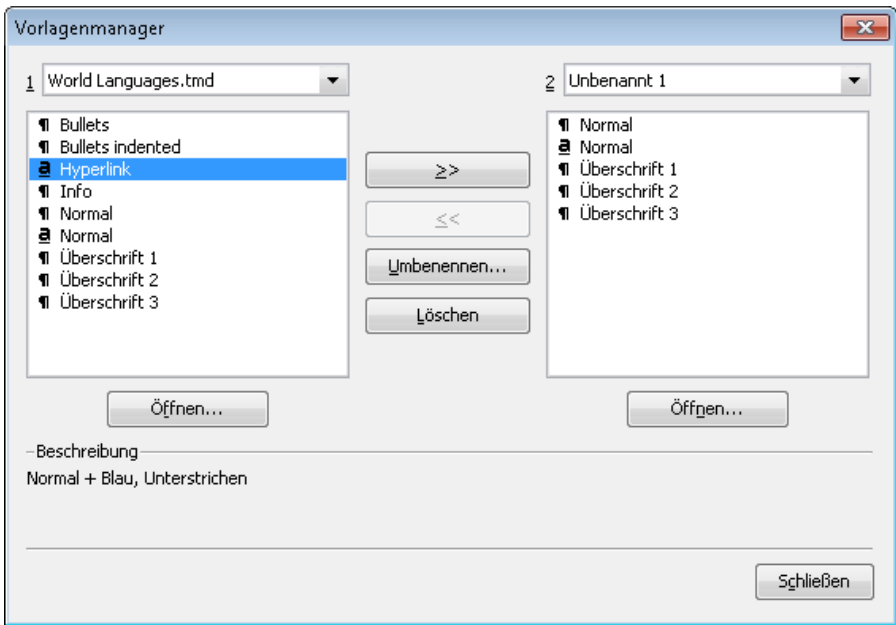 Vorlagenmanager
1 World Languages.tmd
2 Unbenannt 1
¶ Bullets
¶ Bullets indented
a Hyperlink
¶ Info
¶ Normal
a Normal
¶ Überschrift 1
¶ Überschrift 2
¶ Überschrift 3
>>
<<
Umbenennen...
Löschen
¶ Normal
a Normal
¶ Überschrift 1
¶ Überschrift 2
¶ Überschrift 3
Öffnen...
Öffnen...
Beschreibung
Normal + Blau, Unterstrichen
Schließen